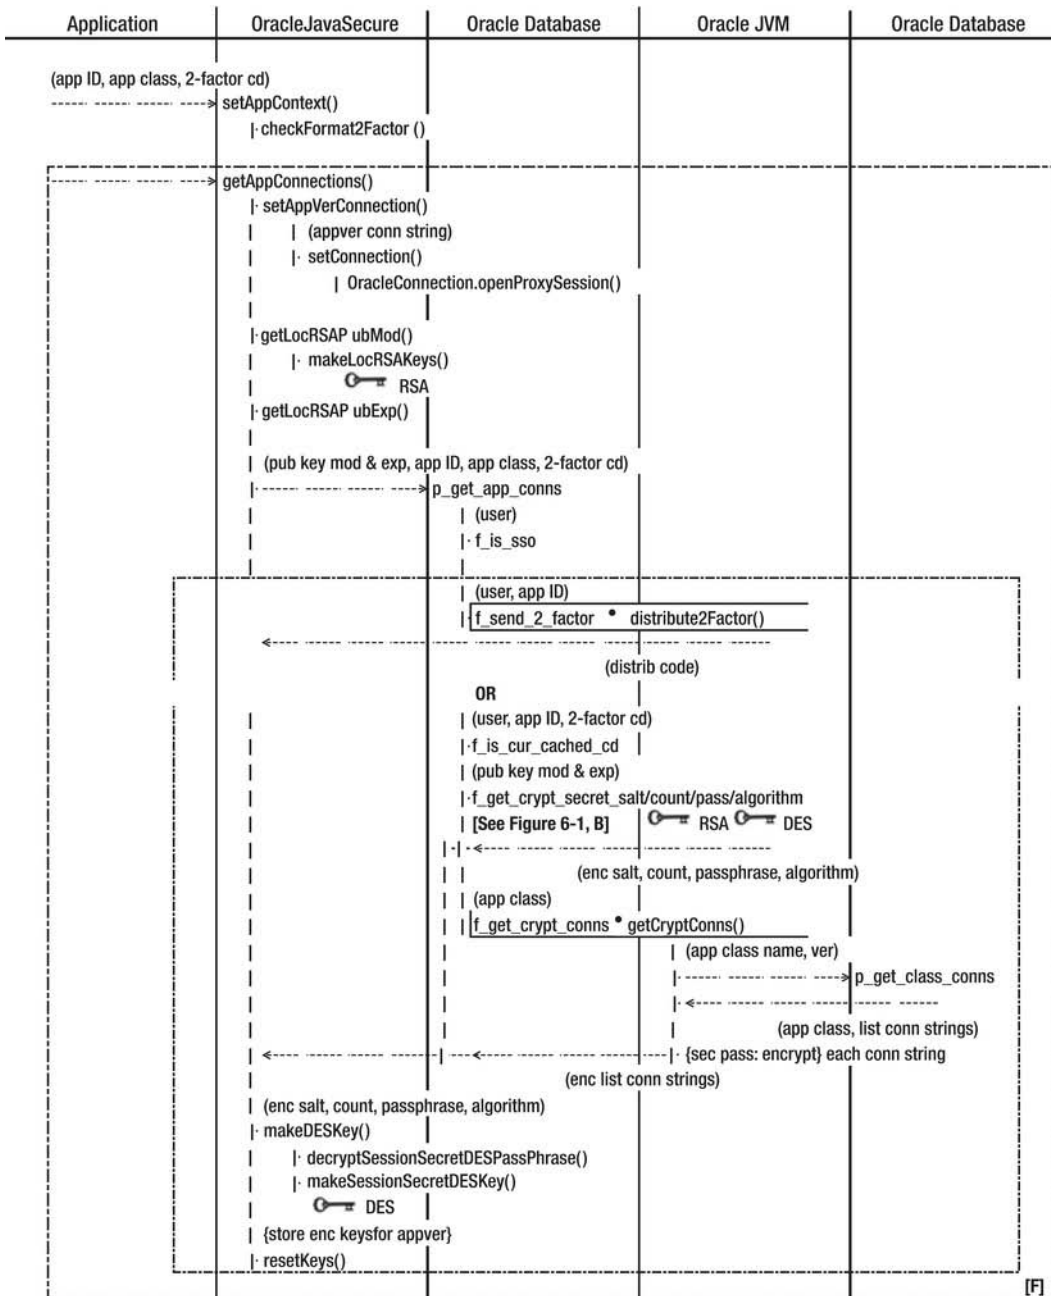 Application OracleJavaSecure Oracle Database Oracle JVM Oracle Database
(app ID, app class, 2-factor cd)
setAppContext()
checkFormat2Factor ()
getAppConnections()
setAppVerConnection()
(appver conn string)
setConnection()
OracleConnection.openProxySession()
getLocRSAP ubMod()
makeLocRSAKeys()
RSA
getLocRSAP ubExp()
(pub key mod & exp, app ID, app class, 2-factor cd)
p_get_app_conns
(user)
f_is_sso
(user, app ID)
f_send_2_factor • distribute2Factor()
(distrib code)
OR
(user, app ID, 2-factor cd)
f_is_cur_cached_cd
(pub key mod & exp)
f_get_crypt_secret_salt/count/pass/algorithm
[See Figure 6-1, B] RSA DES
(enc salt, count, passphrase, algorithm)
(app class)
f_get_crypt_conns • getCryptConns()
(app class name, ver)
p_get_class_conns
(app class, list conn strings)
{sec pass: encrypt} each conn string
(enc list conn strings)
(enc salt, count, passphrase, algorithm)
makeDESKey()
decryptSessionSecretDESPassPhrase()
makeSessionSecretDESKey()
DES
{store enc keysfor appver}
resetKeys()
[F]